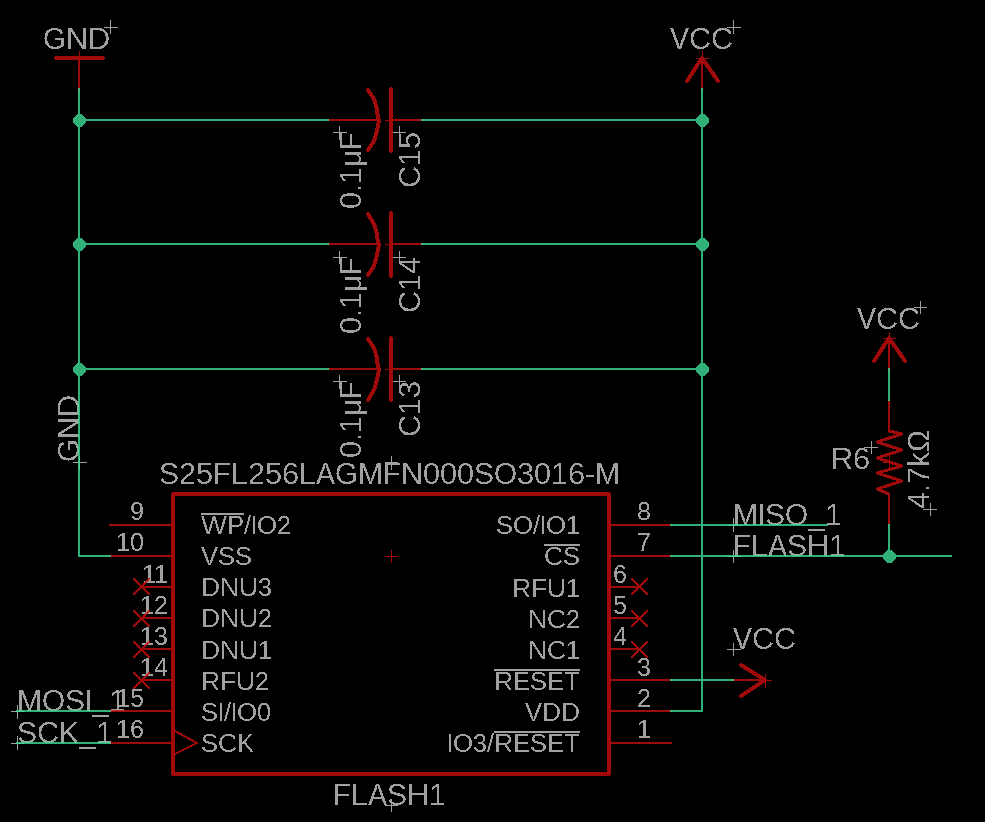 GND
VCC
0.1µF
C15
0.1µF
C14
0.1µF
C13
GND
VCC
R6
4.7kΩ
S25FL256LAGMFN000SO3016-M
9 WP/IO2 SO/IO1 8 MISO_1
10 VSS CS 7 FLASH1
11 DNU3 RFU1 6
12 DNU2 NC2 5
13 DNU1 NC1 4 VCC
14 RFU2 RESET 3
MOSI_1 15 SI/IO0 VDD 2
SCK_1 16 SCK IO3/RESET 1
FLASH1